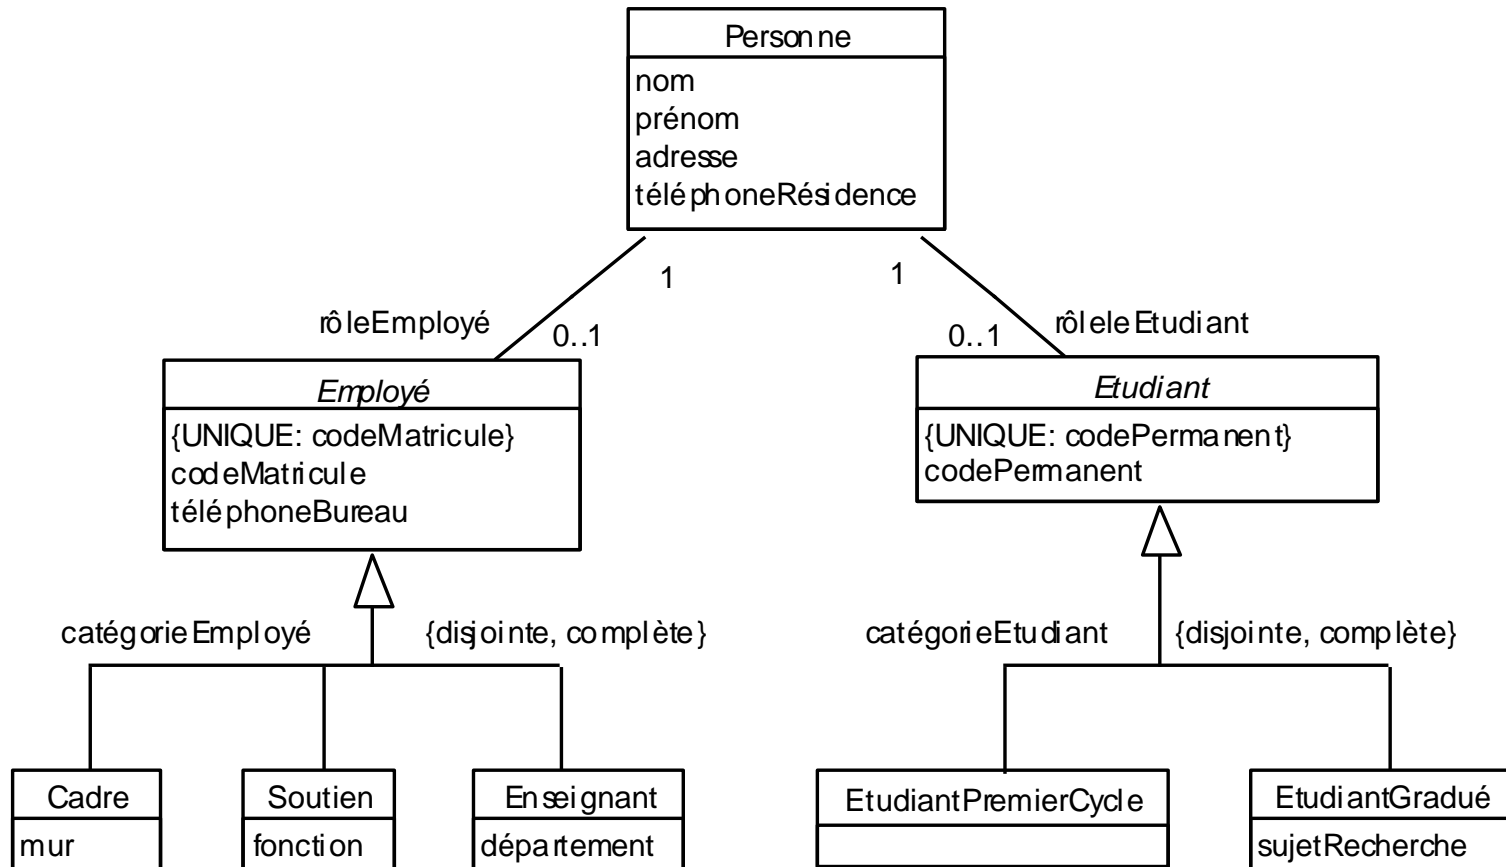 Personne
nom
prénom
adresse
téléphoneRésidence
1
1
rôleEmployé
0..1
0..1
rôleleEtudiant
Employé
{UNIQUE: codeMatricule}
codeMatricule
téléphoneBureau
Etudiant
{UNIQUE: codePermanent}
codePermanent
catégorieEmployé
{disjointe, complète}
catégorieEtudiant
{disjointe, complète}
Cadre
mur
Soutien
fonction
Enseignant
département
EtudiantPremierCycle
EtudiantGradué
sujetRecherche